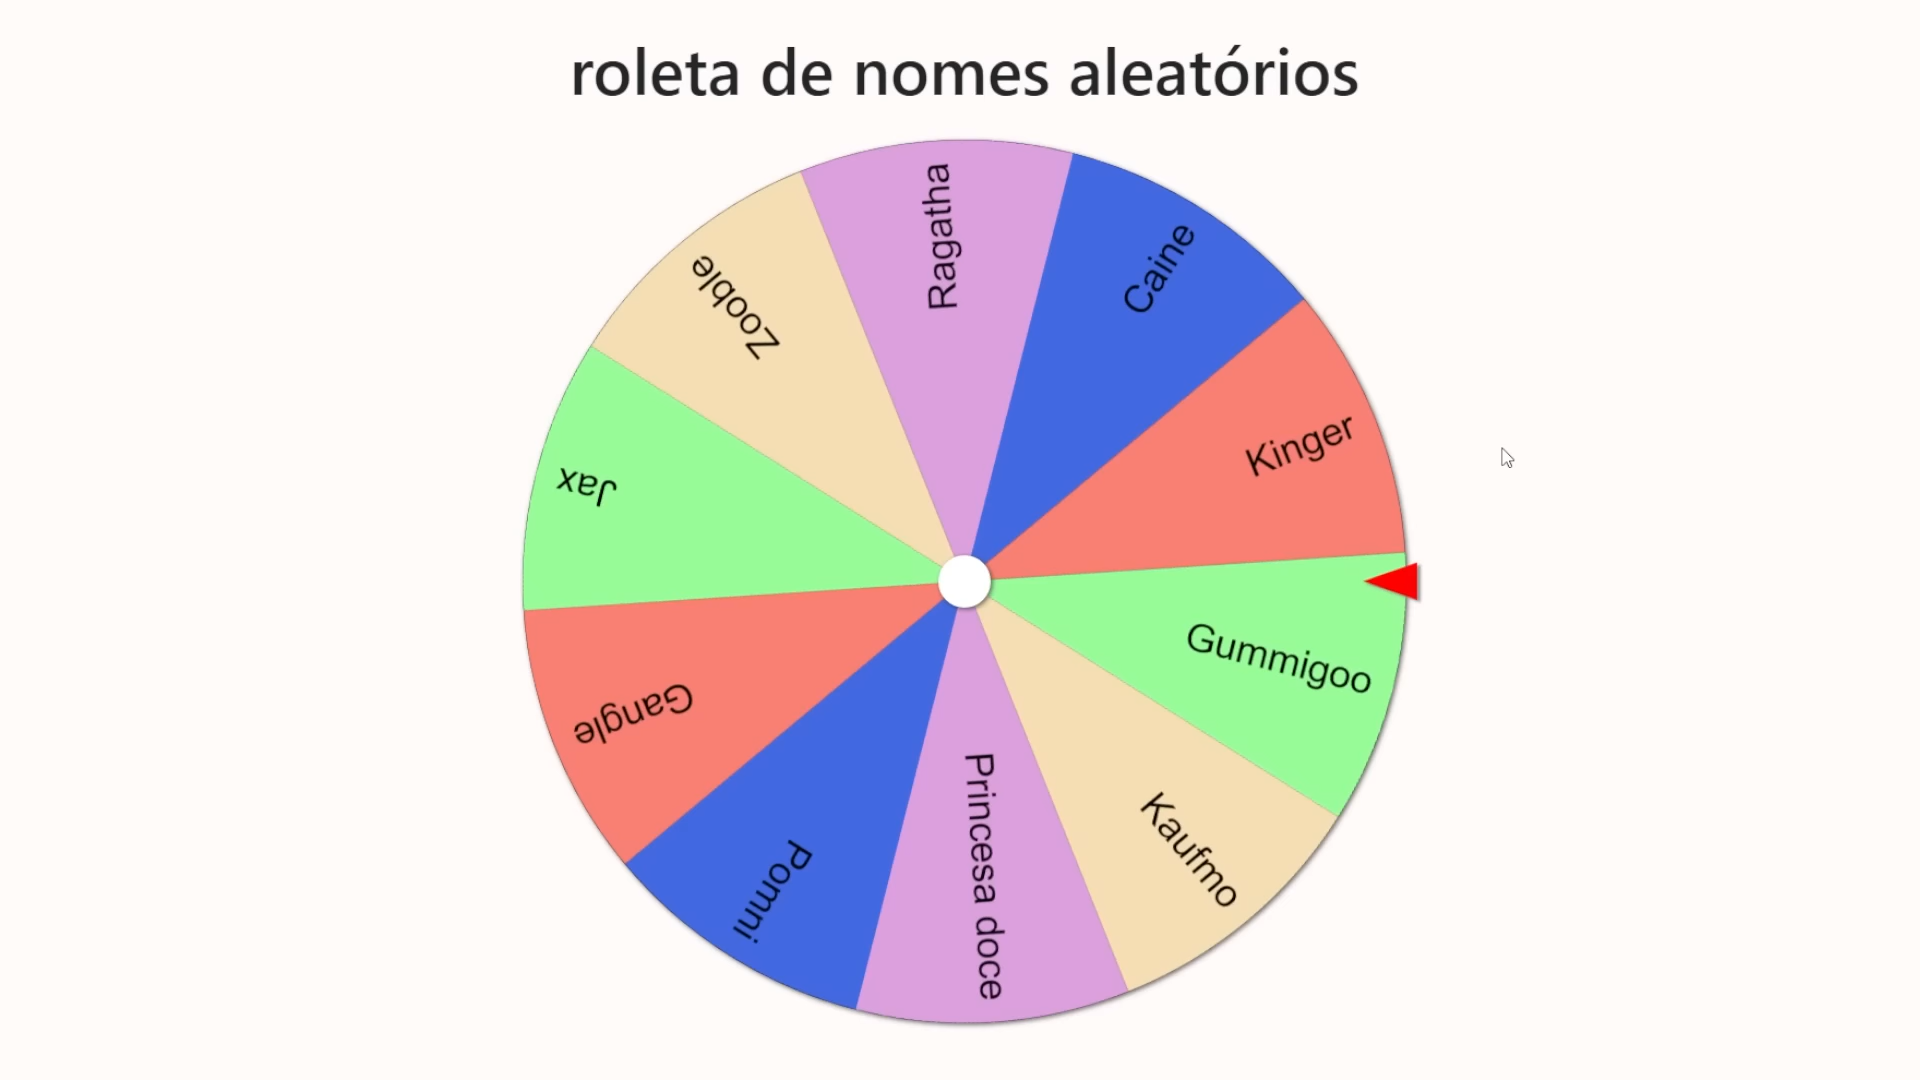 roleta de nomes aleatórios
Ragatha
Caine
Kinger
Gummigoo
Kaufmo
Princesa doce
Pomni
Gangle
Jax
Zooble